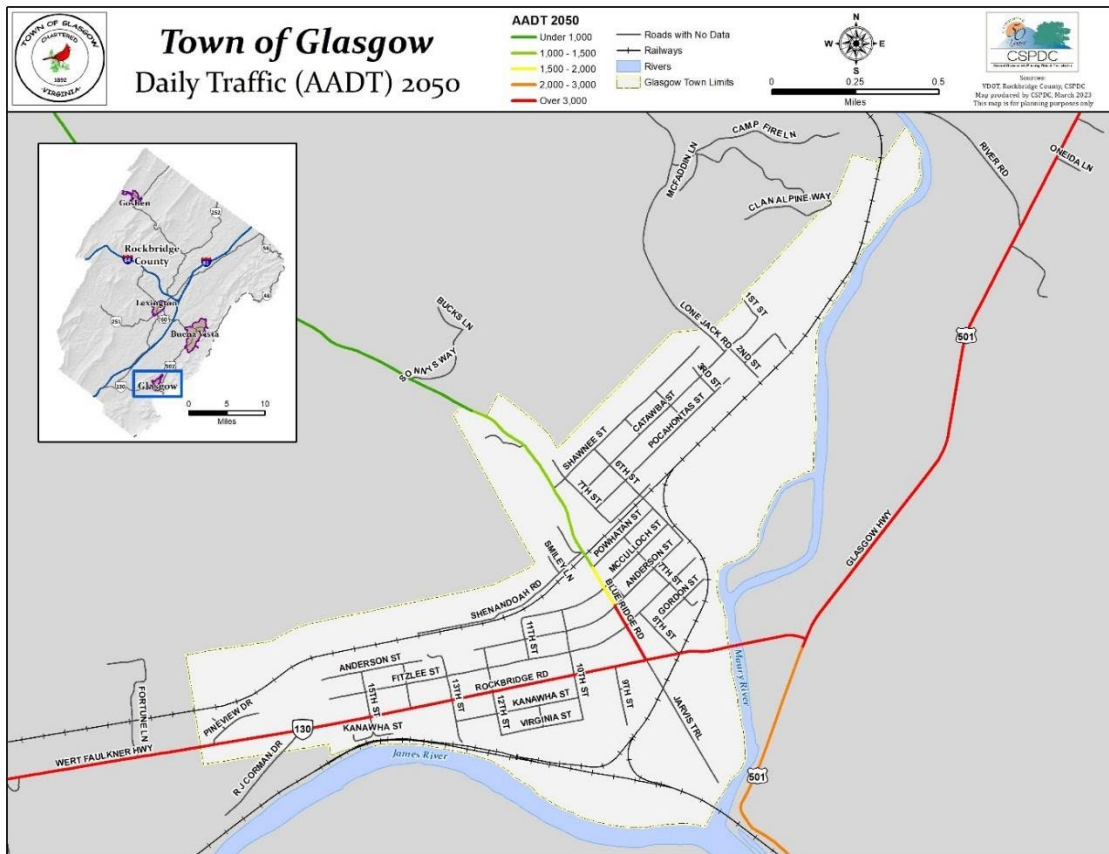 TOWN OF GLASGOW
CHARTERED
1892
VIRGINIA
Town of Glasgow
Daily Traffic (AADT) 2050
AADT 2050
Under 1,000
1,000 - 1,500
1,500 - 2,000
2,000 - 3,000
Over 3,000
Roads with No Data
Railways
Rivers
Glasgow Town Limits
N
W
E
S
0
0.25
0.5
Miles
CSPDC
Sources:
VDOT, Rockbridge County, CSPDC
Map produced by CSPDC, March 2023
This map is for planning purposes only
Goshen
252
Rockbridge
County
Lexington
251
60
Buena Vista
501
130
Glasgow
0
5
10
Miles
CAMP FIRE LN
MCFADDIN LN
CLAN ALPINE WAY
RIVER RD
ONEIDA LN
BUCKS LN
SONNYS WAY
LONE JACK RD
1ST ST
2ND ST
3RD ST
501
CATAWBA ST
SHAWNEE ST
POCAHONTAS ST
6TH ST
7TH ST
GLASGOW HWY
POWHATAN ST
SMILEY LN
MCCULLOCH ST
ANDERSON ST
7TH ST
GORDON ST
SHENANDOAH RD
BLUE RIDGE RD
8TH ST
11TH ST
ANDERSON ST
FITZLEE ST
ROCKBRIDGE RD
10TH ST
Maury River
FORTUNE LN
15TH ST
13TH ST
12TH ST
KANAWHA ST
9TH ST
JARVIS TRL
PINEVIEW DR
130
KANAWHA ST
VIRGINIA ST
WERT FAULKNER HWY
RJ CORMAN DR
James River
501